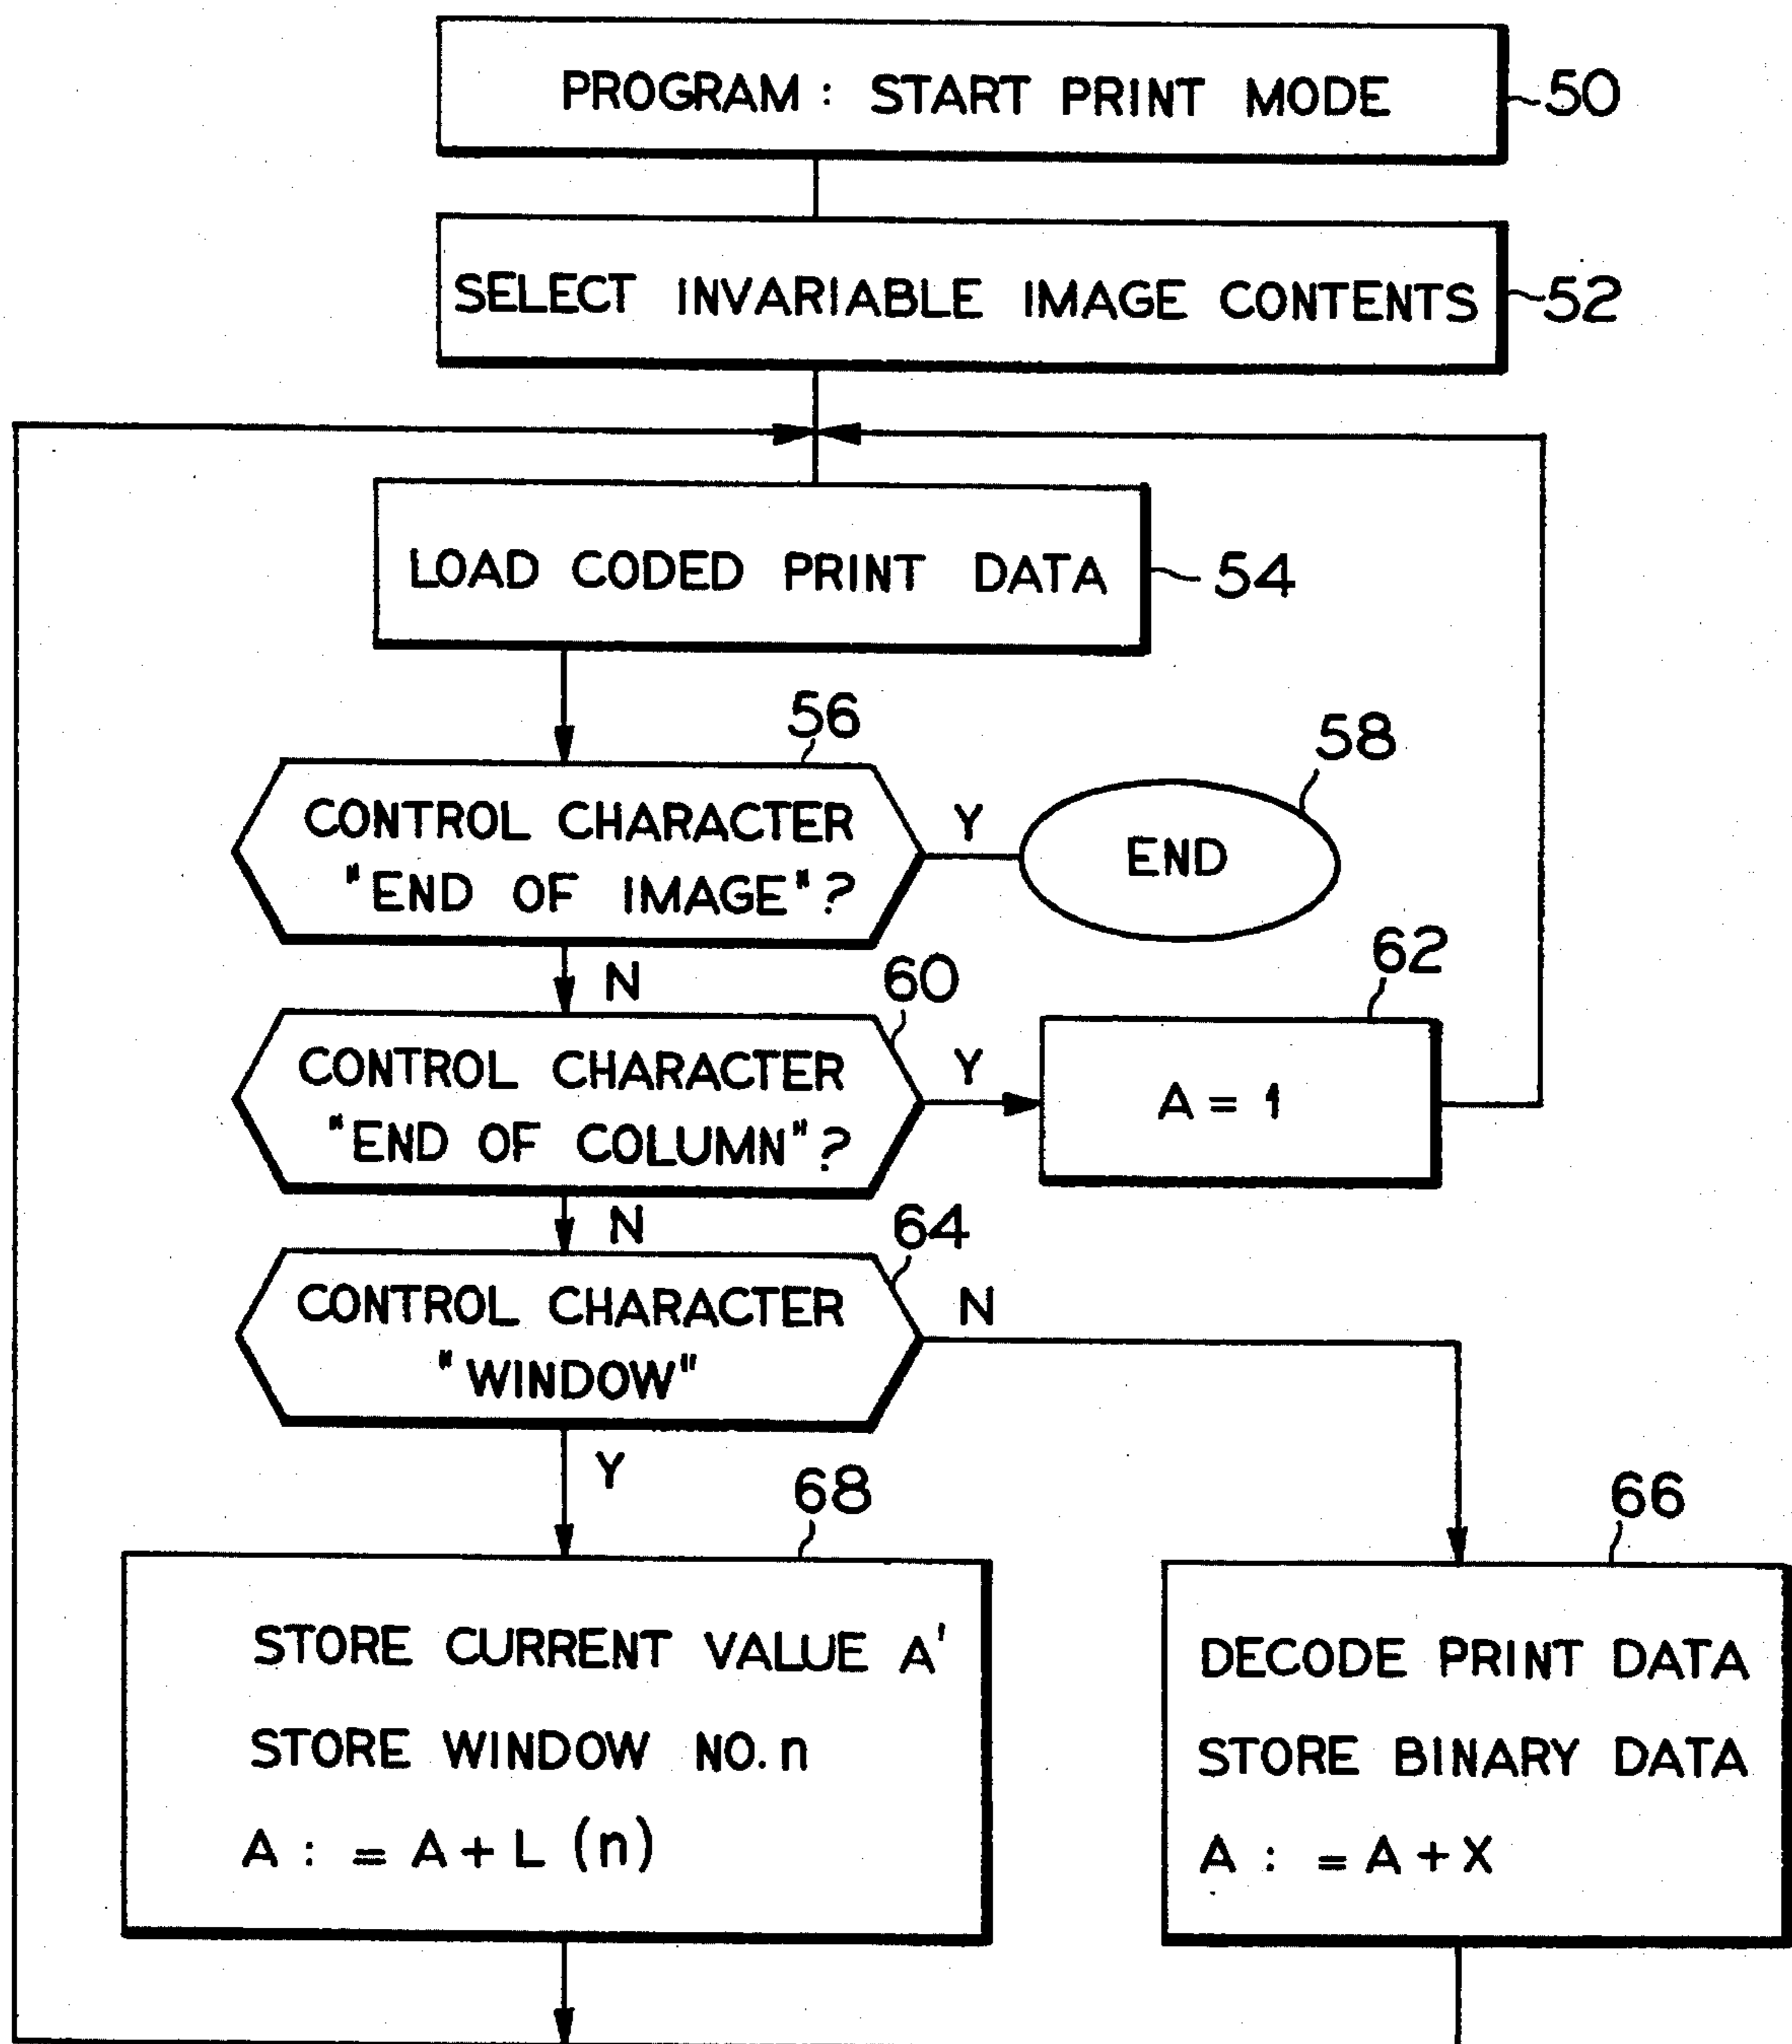 PROGRAM : START PRINT MODE
50
SELECT INVARIABLE IMAGE CONTENTS
52
LOAD CODED PRINT DATA
54
56
CONTROL CHARACTER
"END OF IMAGE"?
Y
58
END
N
60
CONTROL CHARACTER
"END OF COLUMN"?
Y
62
A = 1
N
64
CONTROL CHARACTER
"WINDOW"
N
Y
68
STORE CURRENT VALUE A'
STORE WINDOW NO. n
A : = A + L (n)
66
DECODE PRINT DATA
STORE BINARY DATA
A : = A + X